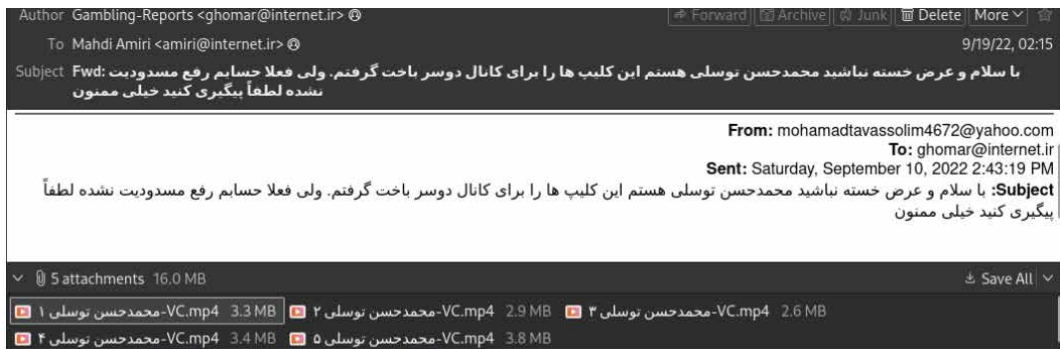 Author Gambling-Reports <ghomar@internet.ir>
Forward Archive Junk Delete More
To Mahdi Amiri <amiri@internet.ir>
9/19/22, 02:15
Subject Fwd: با سلام و عرض خسته نباشید محمدحسن توسلی هستم این کلیپ ها را برای کانال دوسر باخت گرفتم. ولی فعلا حسابم رفع مسدودیت
نشده لطفاً پیگیری کنید خیلی ممنون
From: mohamadtavassolim4672@yahoo.com
To: ghomar@internet.ir
Sent: Saturday, September 10, 2022 2:43:19 PM
Subject: با سلام و عرض خسته نباشید محمدحسن توسلی هستم این کلیپ ها را برای کانال دوسر باخت گرفتم. ولی فعلا حسابم رفع مسدودیت نشده لطفاً
پیگیری کنید خیلی ممنون
5 attachments 16.0 MB
Save All
محمدحسن توسلی ۱-VC.mp4 3.3 MB محمدحسن توسلی ۲-VC.mp4 2.9 MB محمدحسن توسلی ۳-VC.mp4 2.6 MB
محمدحسن توسلی ۴-VC.mp4 3.4 MB محمدحسن توسلی ۵-VC.mp4 3.8 MB